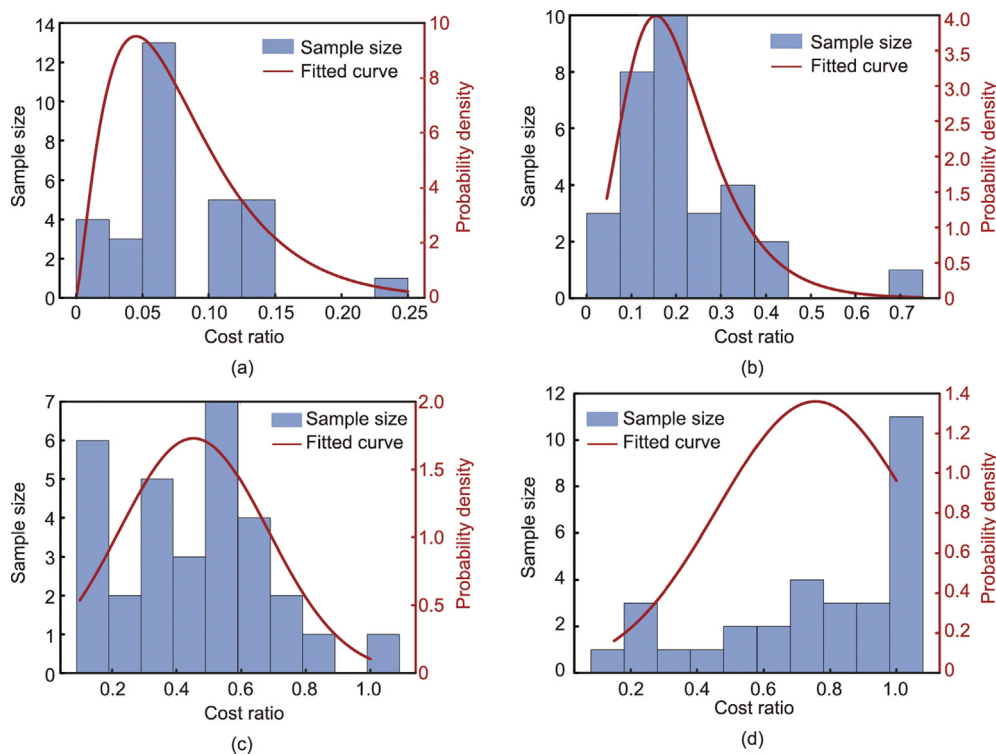 14
12
10
8
6
4
2
0
Sample size
Sample size
Fitted curve
10
8
6
4
2
0
Probability density
0 0.05 0.10 0.15 0.20 0.25
Cost ratio
(a)
10
8
6
4
2
0
Sample size
Sample size
Fitted curve
4.0
3.5
3.0
2.5
2.0
1.5
1.0
0.5
0
Probability density
0 0.1 0.2 0.3 0.4 0.5 0.6 0.7
Cost ratio
(b)
7
6
5
4
3
2
1
0
Sample size
Sample size
Fitted curve
2.0
1.5
1.0
0.5
0
Probability density
0.2 0.4 0.6 0.8 1.0
Cost ratio
(c)
12
10
8
6
4
2
0
Sample size
Sample size
Fitted curve
1.4
1.2
1.0
0.8
0.6
0.4
0.2
0
Probability density
0.2 0.4 0.6 0.8 1.0
Cost ratio
(d)